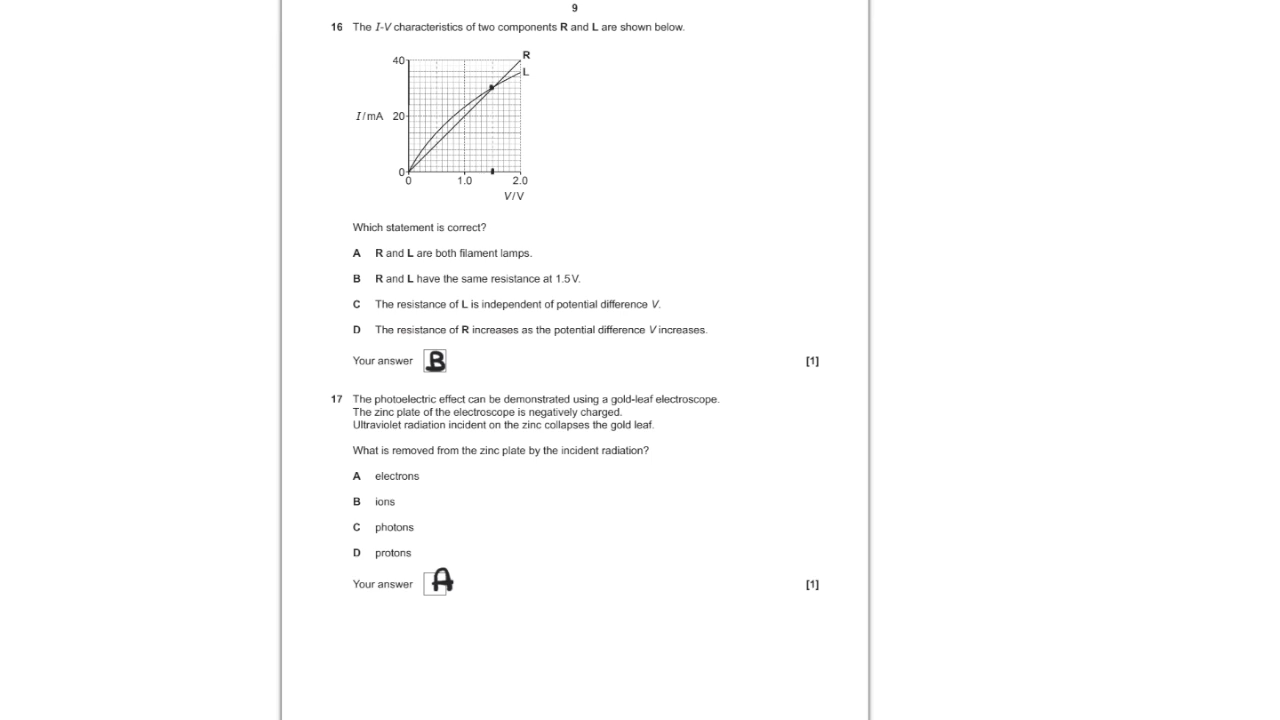 9
16 The I-V characteristics of two components R and L are shown below.
R
40
L
I/mA 20
0
0 1.0 2.0
V/V
Which statement is correct?
A R and L are both filament lamps.
B R and L have the same resistance at 1.5 V.
C The resistance of L is independent of potential difference V.
D The resistance of R increases as the potential difference V increases.
Your answer B [1]
17 The photoelectric effect can be demonstrated using a gold-leaf electroscope.
The zinc plate of the electroscope is negatively charged.
Ultraviolet radiation incident on the zinc collapses the gold leaf.
What is removed from the zinc plate by the incident radiation?
A electrons
B ions
C photons
D protons
Your answer A [1]